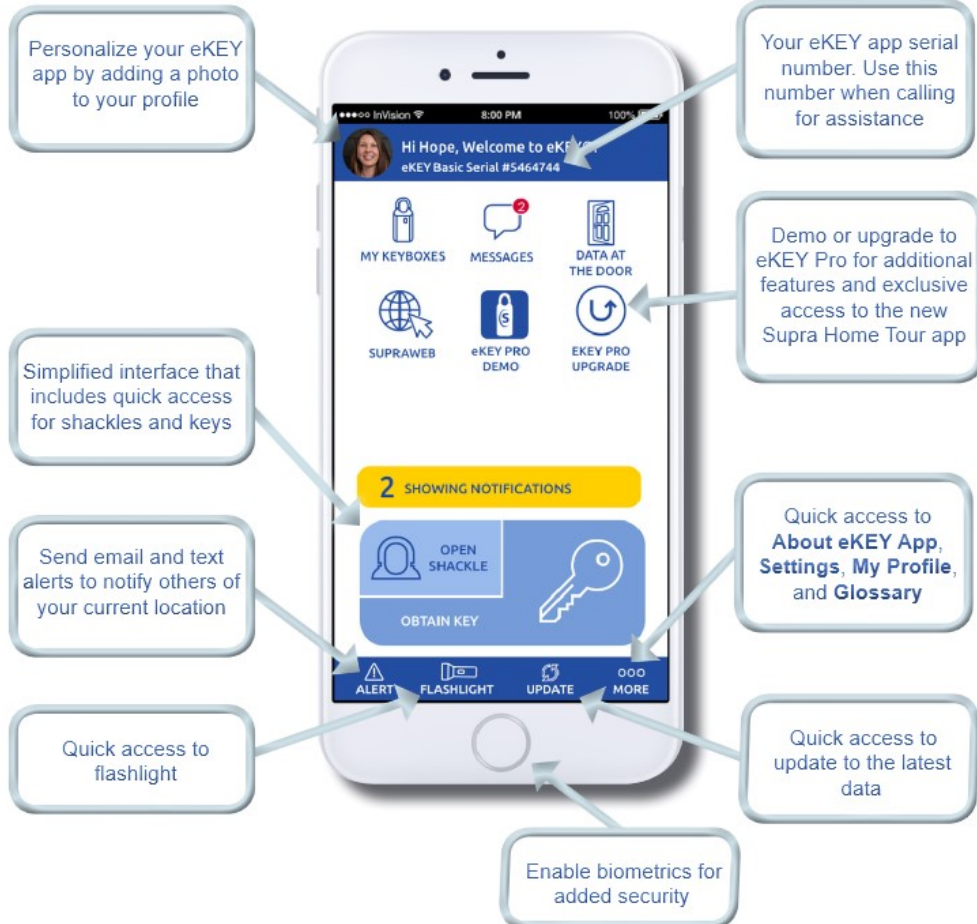 Personalize your eKEY
app by adding a photo
to your profile
Your eKEY app serial
number. Use this
number when calling
for assistance
InVision
8:00 PM
100%
Hi Hope, Welcome to
eKEY Basic Serial #5464744
MY KEYBOXES
MESSAGES
2
DATA AT
THE DOOR
SUPRAWEB
eKEY PRO
DEMO
EKEY PRO
UPGRADE
Demo or upgrade to
eKEY Pro for additional
features and exclusive
access to the new
Supra Home Tour app
Simplified interface that
includes quick access
for shackles and keys
2 SHOWING NOTIFICATIONS
OPEN
SHACKLE
OBTAIN KEY
Send email and text
alerts to notify others of
your current location
Quick access to
About eKEY App,
Settings, My Profile,
and Glossary
ALERT
FLASHLIGHT
UPDATE
MORE
Quick access to
flashlight
Quick access to
update to the latest
data
Enable biometrics for
added security